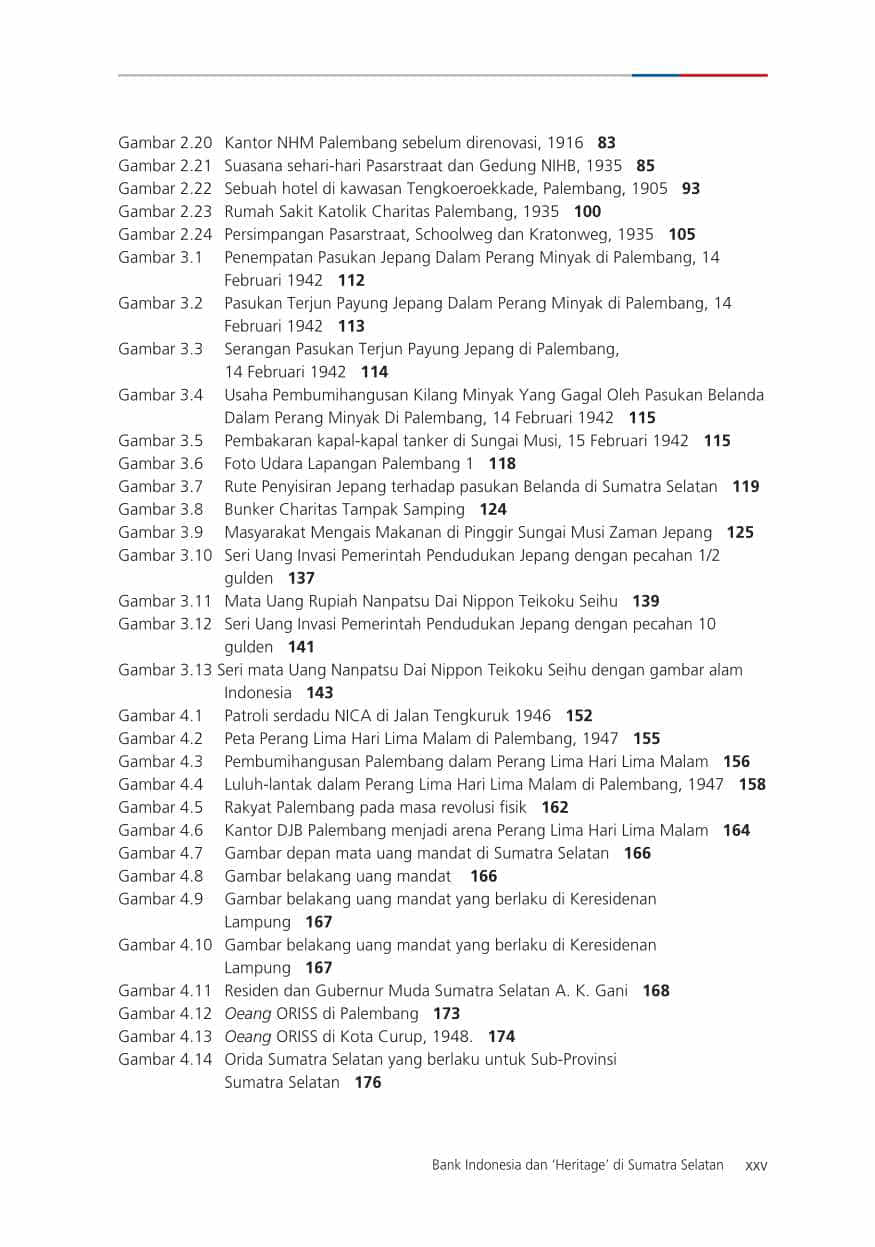 Gambar 2.20 Kantor NHM Palembang sebelum direnovasi, 1916 83
Gambar 2.21 Suasana sehari-hari Pasarstraat dan Gedung NIHB, 1935 85
Gambar 2.22 Sebuah hotel di kawasan Tengkoeroekkade, Palembang, 1905 93
Gambar 2.23 Rumah Sakit Katolik Charitas Palembang, 1935 100
Gambar 2.24 Persimpangan Pasarstraat, Schoolweg dan Kratonweg, 1935 105
Gambar 3.1 Penempatan Pasukan Jepang Dalam Perang Minyak di Palembang, 14
Februari 1942 112
Gambar 3.2 Pasukan Terjun Payung Jepang Dalam Perang Minyak di Palembang, 14
Februari 1942 113
Gambar 3.3 Serangan Pasukan Terjun Payung Jepang di Palembang,
14 Februari 1942 114
Gambar 3.4 Usaha Pembumihangusan Kilang Minyak Yang Gagal Oleh Pasukan Belanda
Dalam Perang Minyak Di Palembang, 14 Februari 1942 115
Gambar 3.5 Pembakaran kapal-kapal tanker di Sungai Musi, 15 Februari 1942 115
Gambar 3.6 Foto Udara Lapangan Palembang 1 118
Gambar 3.7 Rute Penyisiran Jepang terhadap pasukan Belanda di Sumatra Selatan 119
Gambar 3.8 Bunker Charitas Tampak Samping 124
Gambar 3.9 Masyarakat Mengais Makanan di Pinggir Sungai Musi Zaman Jepang 125
Gambar 3.10 Seri Uang Invasi Pemerintah Pendudukan Jepang dengan pecahan 1/2
gulden 137
Gambar 3.11 Mata Uang Rupiah Nanpatsu Dai Nippon Teikoku Seihu 139
Gambar 3.12 Seri Uang Invasi Pemerintah Pendudukan Jepang dengan pecahan 10
gulden 141
Gambar 3.13 Seri mata Uang Nanpatsu Dai Nippon Teikoku Seihu dengan gambar alam
Indonesia 143
Gambar 4.1 Patroli serdadu NICA di Jalan Tengkuruk 1946 152
Gambar 4.2 Peta Perang Lima Hari Lima Malam di Palembang, 1947 155
Gambar 4.3 Pembumihangusan Palembang dalam Perang Lima Hari Lima Malam 156
Gambar 4.4 Luluh-lantak dalam Perang Lima Hari Lima Malam di Palembang, 1947 158
Gambar 4.5 Rakyat Palembang pada masa revolusi fisik 162
Gambar 4.6 Kantor DJB Palembang menjadi arena Perang Lima Hari Lima Malam 164
Gambar 4.7 Gambar depan mata uang mandat di Sumatra Selatan 166
Gambar 4.8 Gambar belakang uang mandat 166
Gambar 4.9 Gambar belakang uang mandat yang berlaku di Keresidenan
Lampung 167
Gambar 4.10 Gambar belakang uang mandat yang berlaku di Keresidenan
Lampung 167
Gambar 4.11 Residen dan Gubernur Muda Sumatra Selatan A. K. Gani 168
Gambar 4.12 Oeang ORISS di Palembang 173
Gambar 4.13 Oeang ORISS di Kota Curup, 1948. 174
Gambar 4.14 Orida Sumatra Selatan yang berlaku untuk Sub-Provinsi
Sumatra Selatan 176
Bank Indonesia dan ‘Heritage’ di Sumatra Selatan xxv